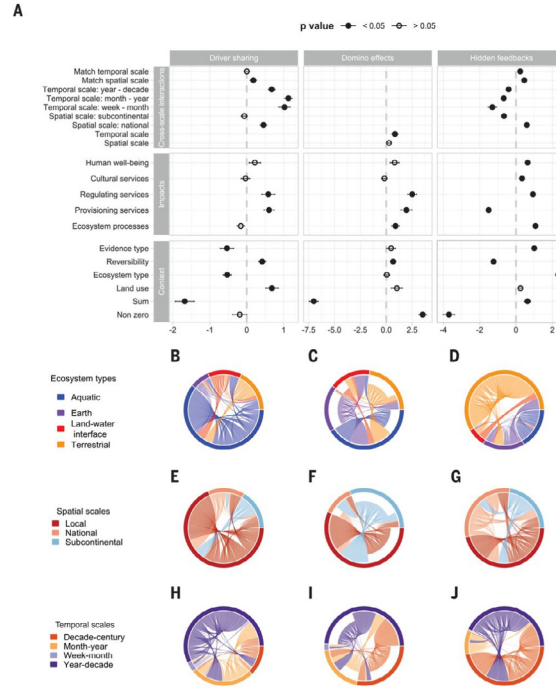 A
p value < 0.05 > 0.05
Driver sharing Domino effects Hidden feedbacks
Cross-scale interactions
Match temporal scale
Match spatial scale
Temporal scale: year - decade
Temporal scale: month - year
Temporal scale: week - month
Spatial scale: subcontinental
Spatial scale: national
Temporal scale
Spatial scale
Impacts
Human well-being
Cultural services
Regulating services
Provisioning services
Ecosystem processes
Context
Evidence type
Reversibility
Ecosystem type
Land use
Sum
Non zero
-2 -1 0 1 -7.5 -5.0 -2.5 0.0 2.5 -4 -2 0 2
B C D
Ecosystem types
Aquatic
Earth
Land-water
interface
Terrestrial
E F G
Spatial scales
Local
National
Subcontinental
H I J
Temporal scales
Decade-century
Month-year
Week-month
Year-decade